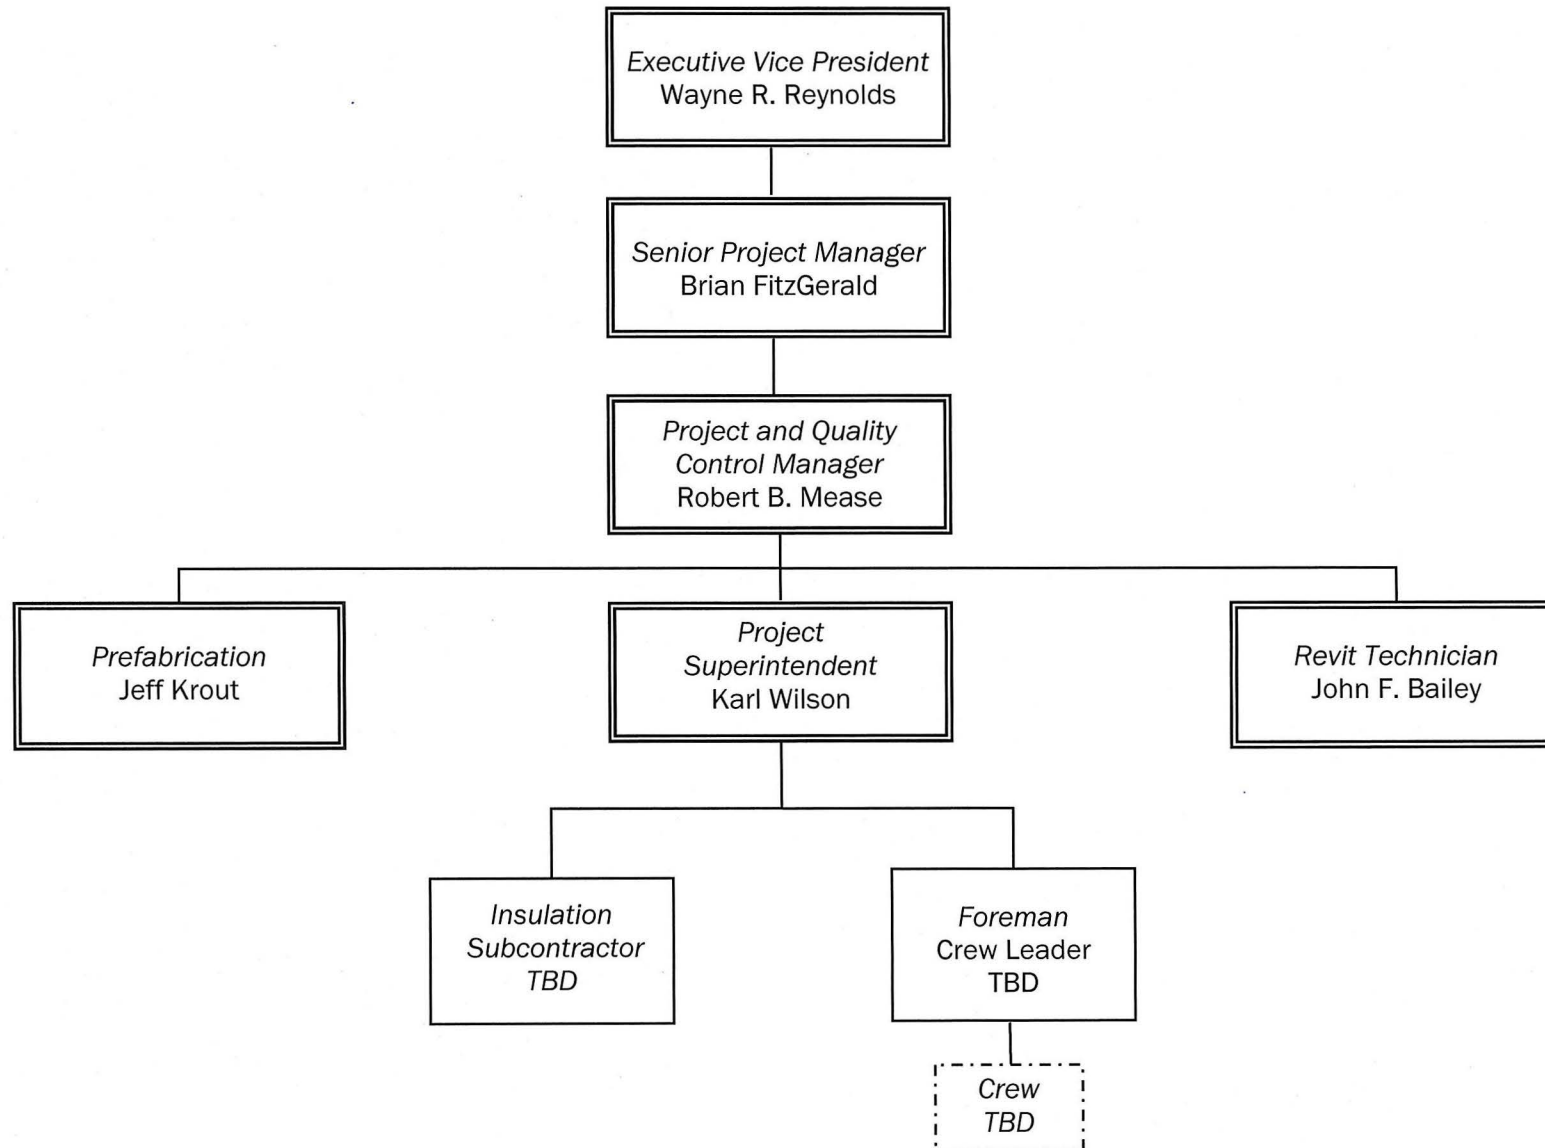 Executive Vice President
Wayne R. Reynolds
Senior Project Manager
Brian FitzGerald
Project and Quality
Control Manager
Robert B. Mease
Prefabrication
Jeff Krout
Project
Superintendent
Karl Wilson
Revit Technician
John F. Bailey
Insulation
Subcontractor
TBD
Foreman
Crew Leader
TBD
Crew
TBD